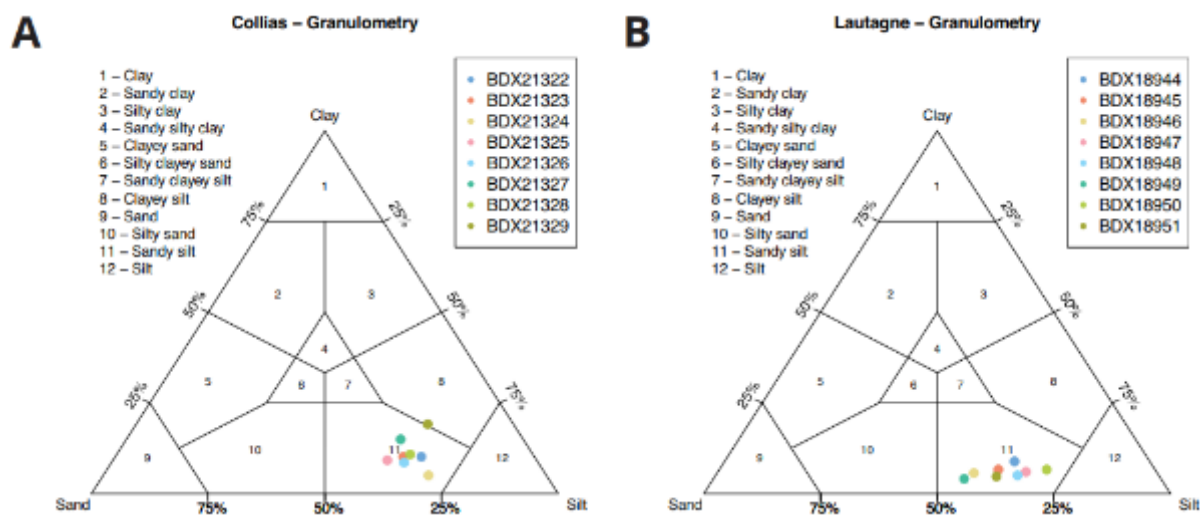 A
Collias – Granulometry
1 – Clay
2 – Sandy clay
3 – Silty clay
4 – Sandy silty clay
5 – Clayey sand
6 – Silty clayey sand
7 – Sandy clayey silt
8 – Clayey silt
9 – Sand
10 – Silty sand
11 – Sandy silt
12 – Silt
BDX21322
BDX21323
BDX21324
BDX21325
BDX21326
BDX21327
BDX21328
BDX21329
Clay
1
75%
25%
2
3
50%
50%
4
5
6
7
8
25%
75%
9
10
11
12
Sand
75%
50%
25%
Silt
B
Lautagne – Granulometry
1 – Clay
2 – Sandy clay
3 – Silty clay
4 – Sandy silty clay
5 – Clayey sand
6 – Silty clayey sand
7 – Sandy clayey silt
8 – Clayey silt
9 – Sand
10 – Silty sand
11 – Sandy silt
12 – Silt
BDX18944
BDX18945
BDX18946
BDX18947
BDX18948
BDX18949
BDX18950
BDX18951
Clay
1
75%
25%
2
3
50%
50%
4
5
6
7
8
25%
75%
9
10
11
12
Sand
75%
50%
25%
Silt